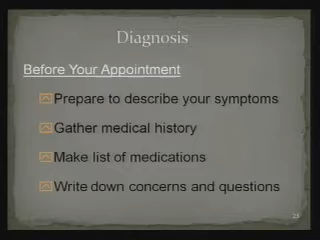 Diagnosis
Before Your Appointment
Prepare to describe your symptoms
Gather medical history
Make list of medications
Write down concerns and questions